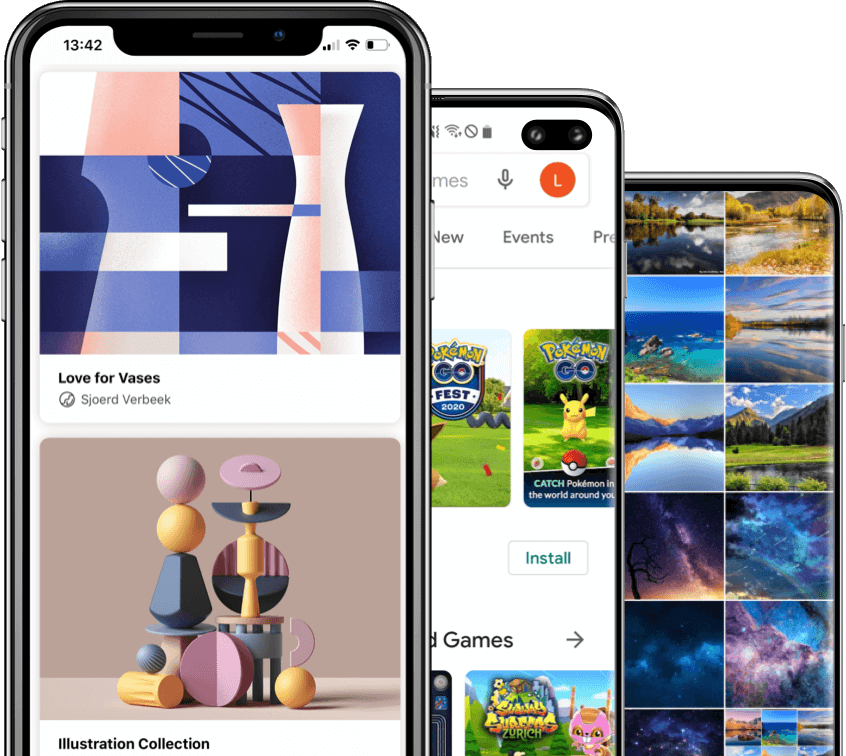 13:42
Love for Vases
Sjoerd Verbeek
Illustration Collection
mes
L
New
Events
Pre
POKÉMON
GO
FEST
2020
POKÉMON
GO
CATCH Pokémon in
the world around you
Install
d Games
SUBWAY
SURFERS
ZURICH